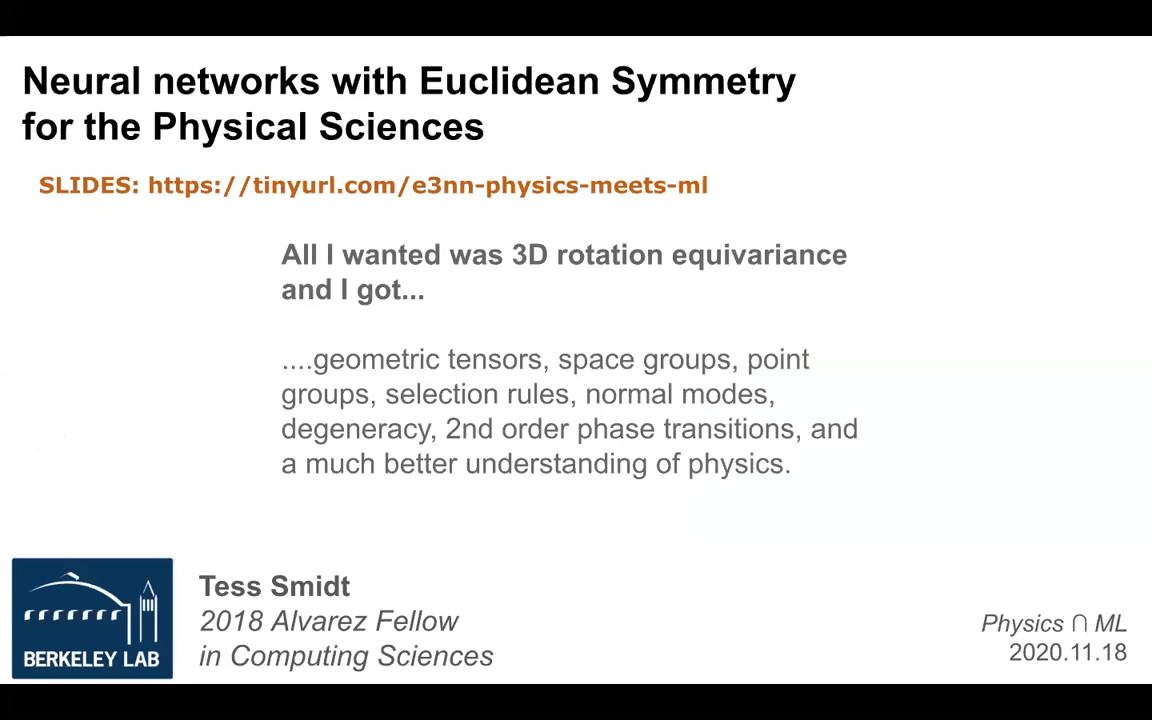 Neural networks with Euclidean Symmetry
for the Physical Sciences
SLIDES: https://tinyurl.com/e3nn-physics-meets-ml
All I wanted was 3D rotation equivariance
and I got...
....geometric tensors, space groups, point
groups, selection rules, normal modes,
degeneracy, 2nd order phase transitions, and
a much better understanding of physics.
BERKELEY LAB
Tess Smidt
2018 Alvarez Fellow
in Computing Sciences
Physics ∩ ML
2020.11.18